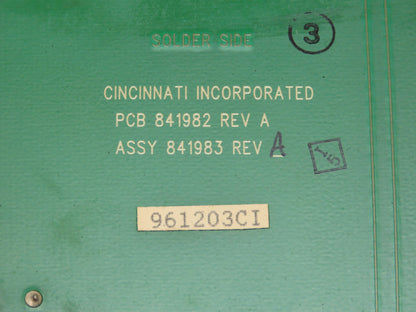 SOLDER SIDE
3
CINCINNATI INCORPORATED
PCB 841982 REV A
ASSY 841983 REV A
961203CI